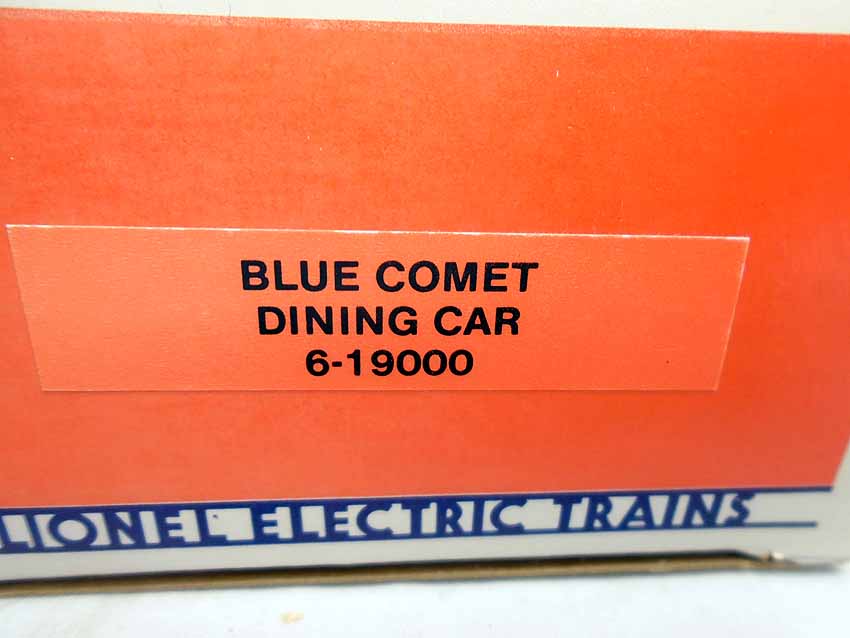 BLUE COMET
DINING CAR
6-19000
LIONEL ELECTRIC TRAINS